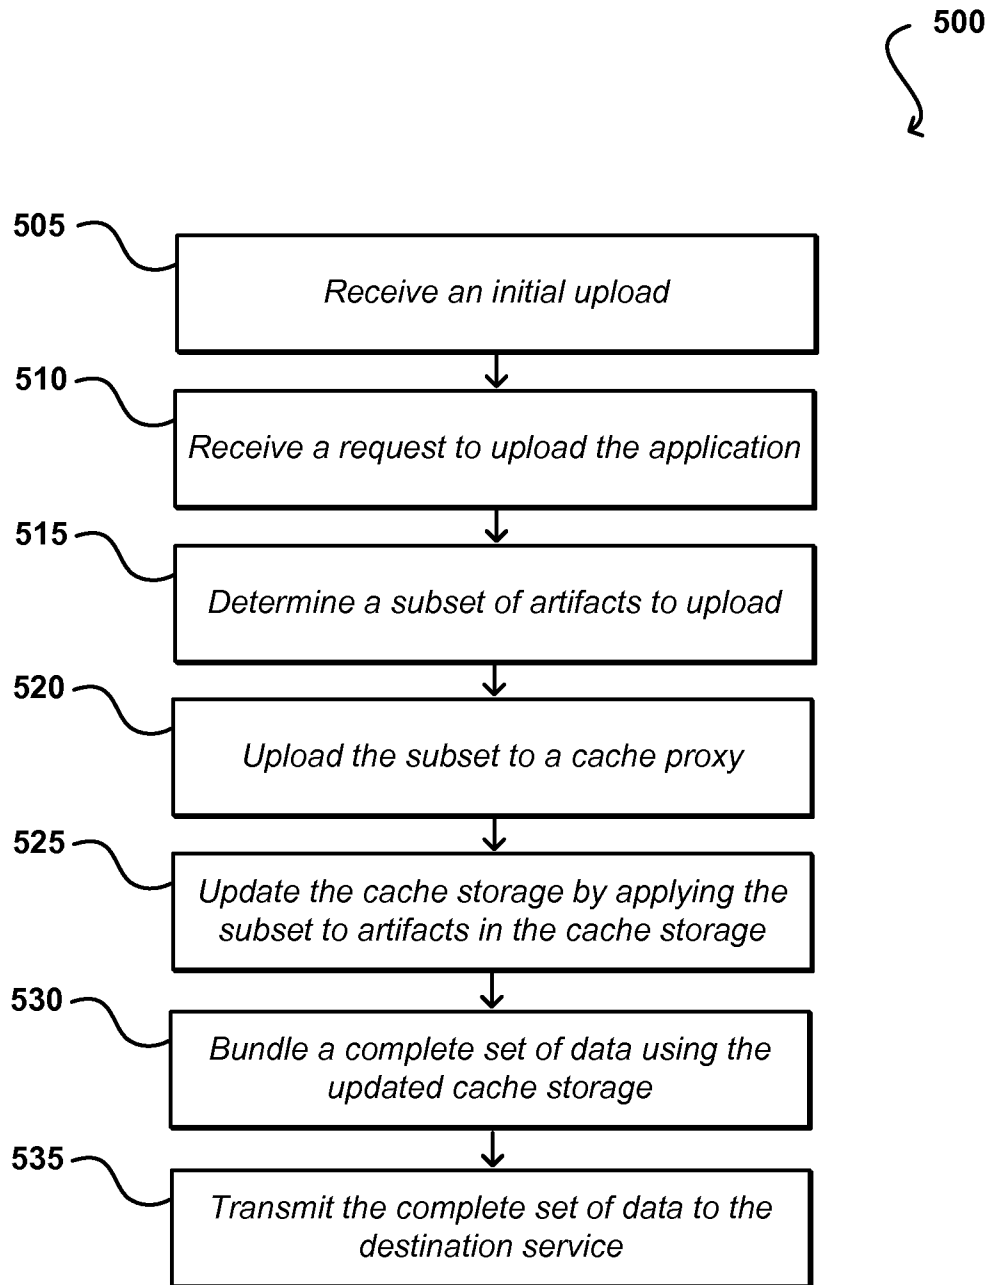 500
505
Receive an initial upload
510
Receive a request to upload the application
515
Determine a subset of artifacts to upload
520
Upload the subset to a cache proxy
525
Update the cache storage by applying the
subset to artifacts in the cache storage
530
Bundle a complete set of data using the
updated cache storage
535
Transmit the complete set of data to the
destination service